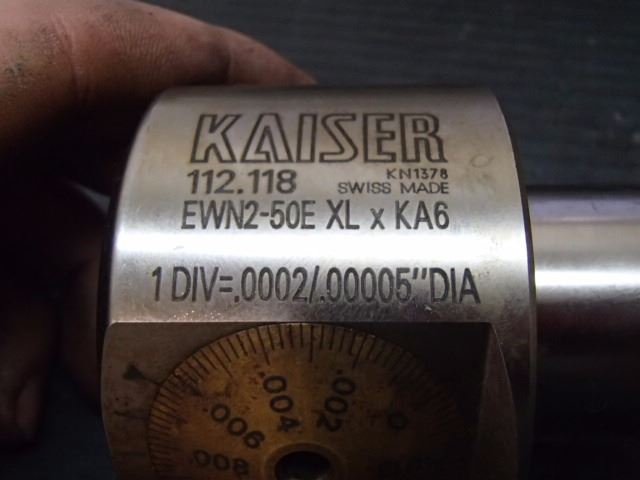 KAISER
112.118 KN1378
SWISS MADE
EWN2-50E XL x KA6
1 DIV=.0002/.00005"DIA
.008 .006 .004 .002 0